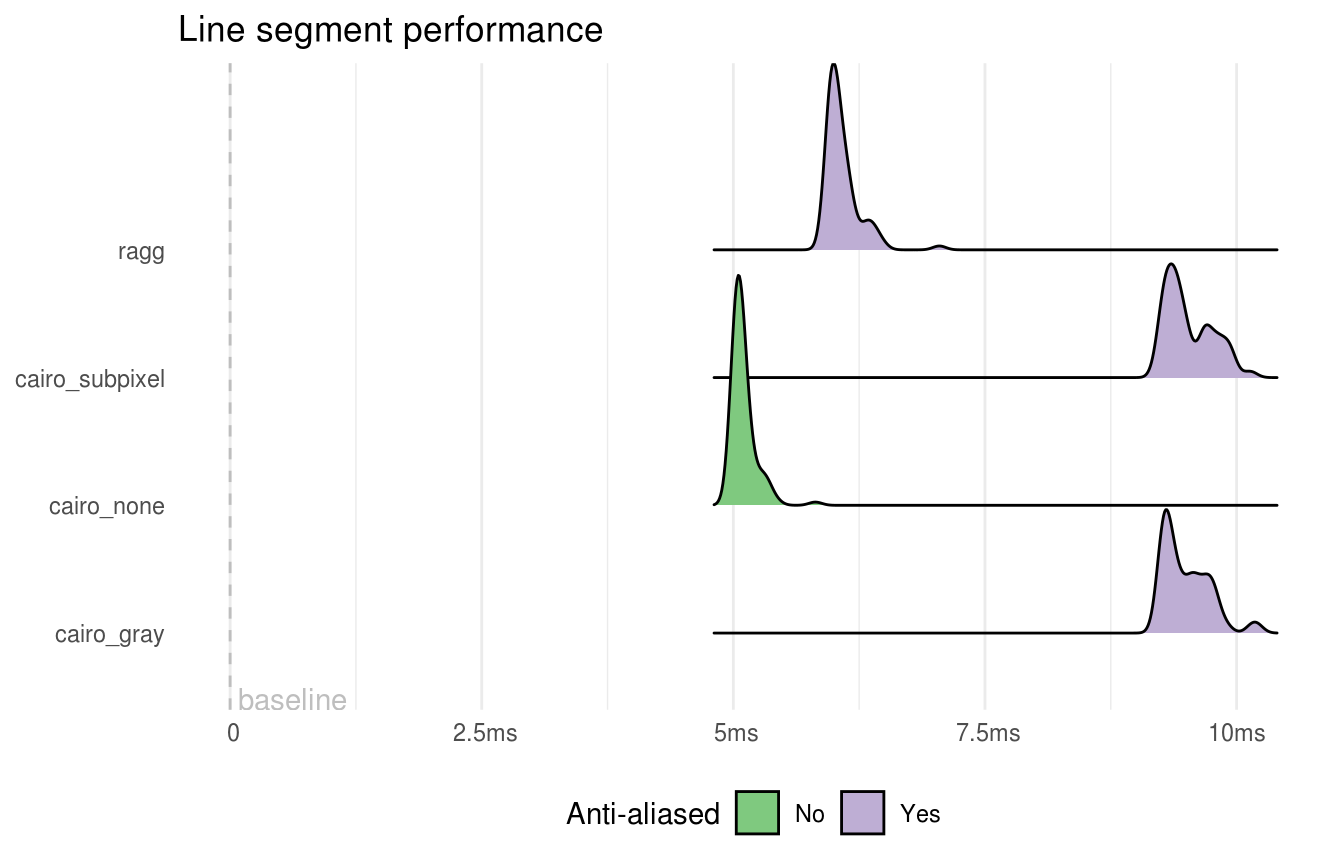 Line segment performance
ragg
cairo_subpixel
cairo_none
cairo_gray
baseline
0 2.5ms 5ms 7.5ms 10ms
Anti-aliased No Yes